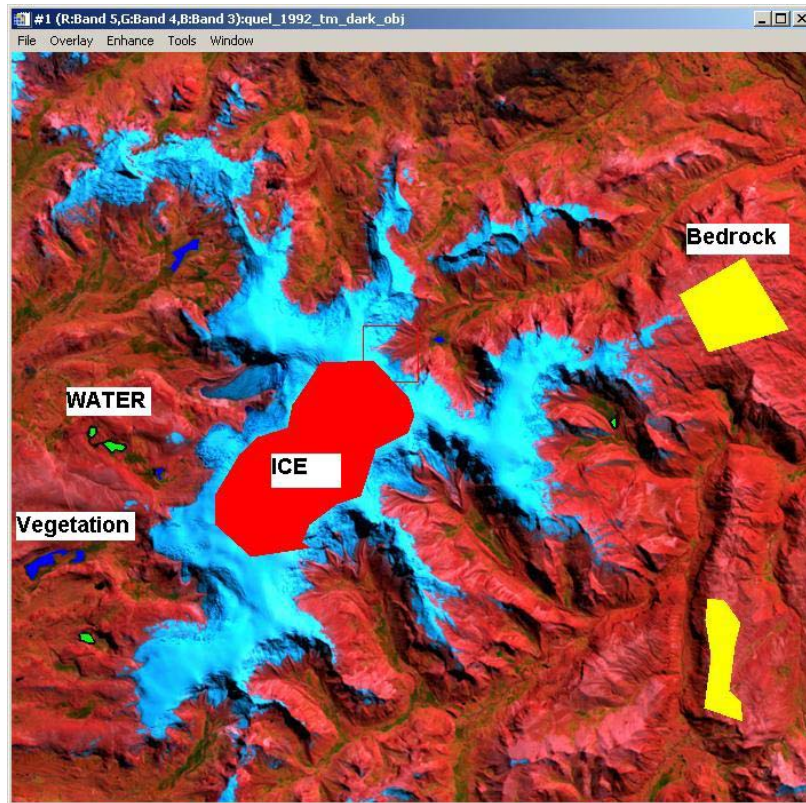 #1 (R:Band 5,G:Band 4,B:Band 3):quel_1992_tm_dark_obj
File Overlay Enhance Tools Window
Bedrock
WATER
ICE
Vegetation